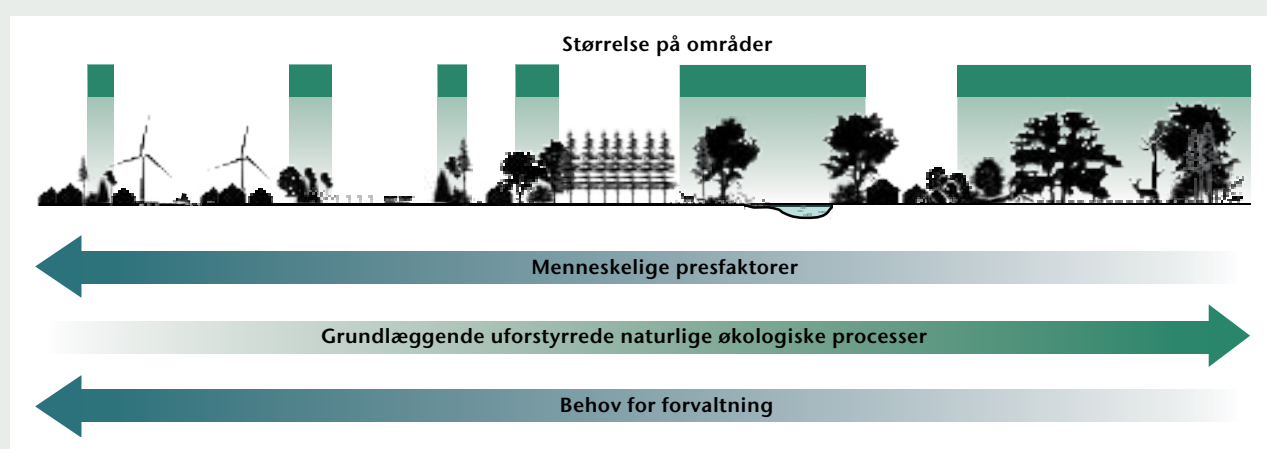 Størrelse på områder
Menneskelige presfaktorer
Grundlæggende uforstyrrede naturlige økologiske processer
Behov for forvaltning